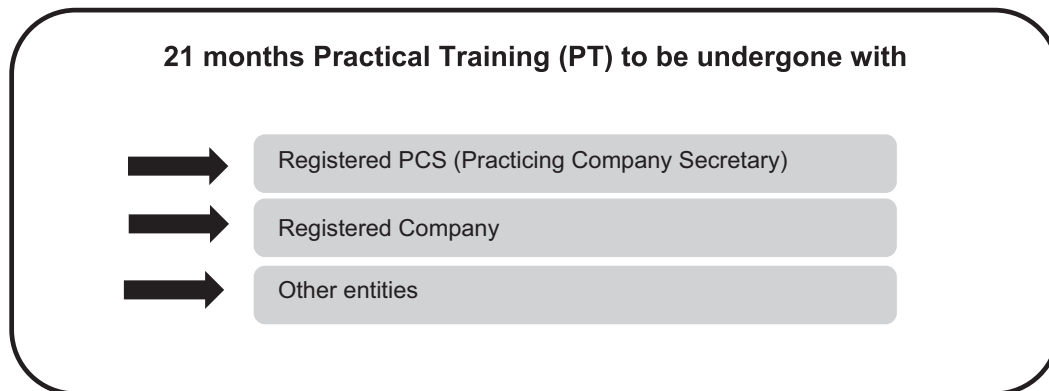 21 months Practical Training (PT) to be undergone with
Registered PCS (Practicing Company Secretary)
Registered Company
Other entities